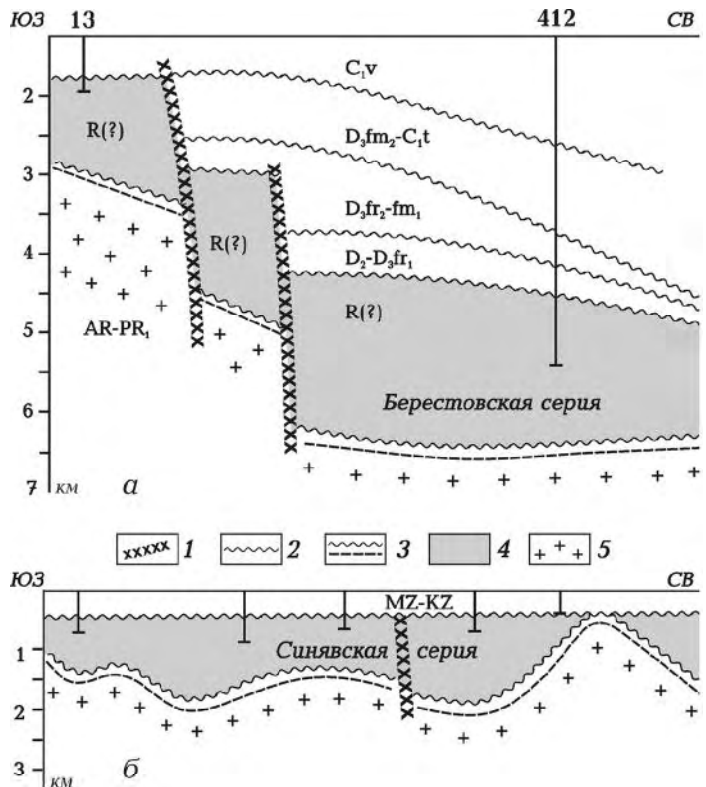 ЮЗ 13 412 СВ
C₁v
2
R(?)
D₃fm₂-C₁t
3
D₃fr₂-fm₁
R(?)
4
D₂-D₃fr₁
R(?)
AR-PR₁
5
Берестовская серия
6
7 км а
1 2 3 4 5
ЮЗ СВ
MZ-KZ
Синявская серия
1
2
3 км б